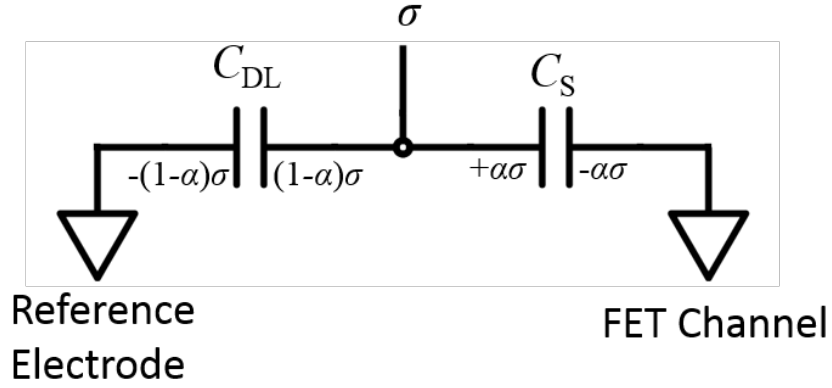 σ
C_DL
C_S
-(1-α)σ
(1-α)σ
+ασ
-ασ
Reference
Electrode
FET Channel